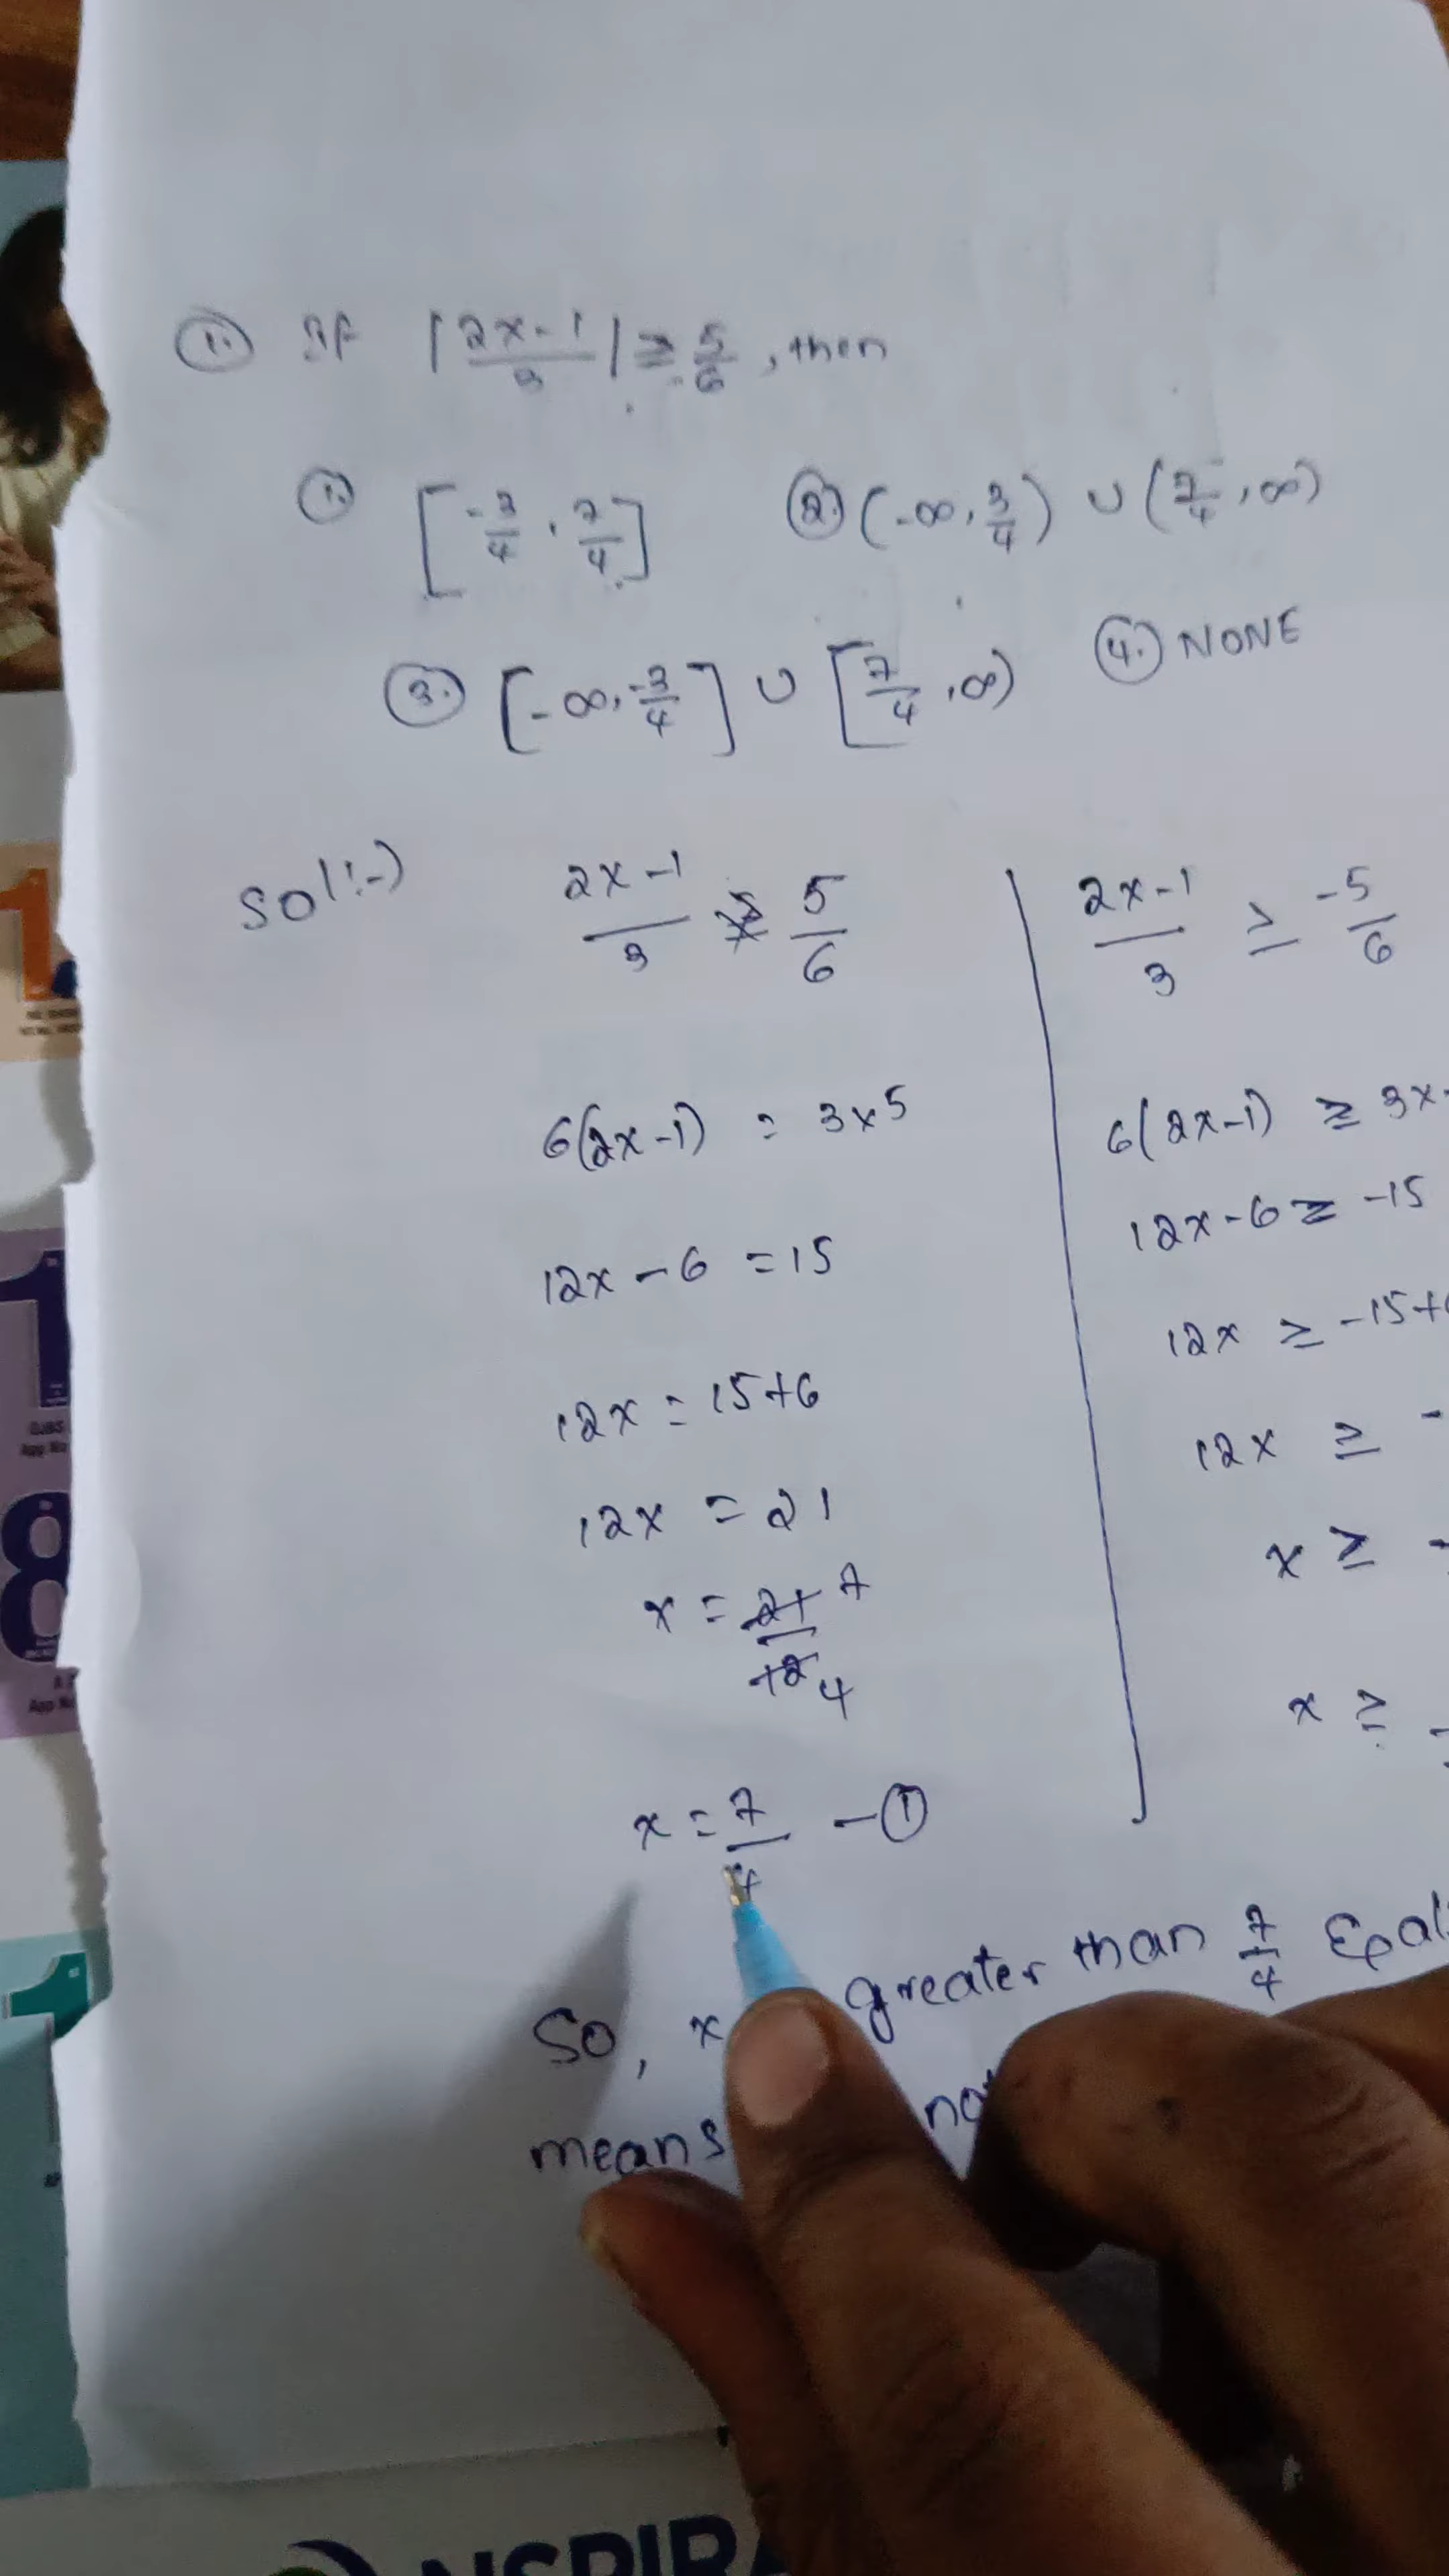 1. If |2x-1/3| ≥ 5/6, then
1. [-3/4, 7/4] 2. (-∞, 3/4) ∪ (7/4, ∞)
3. [-∞, -3/4] ∪ [7/4, ∞) 4. NONE
Sol:-) 2x-1/3 ≥ 5/6
6(2x-1) = 3x5
12x-6 = 15
12x = 15+6
12x = 21
x = 21/12 7/4
x = 7/4 -①
2x-1/3 ≥ -5/6
6(2x-1) ≥ 3x
12x-6 ≥ -15
12x ≥ -15+
12x ≥ -
x ≥ -
x ≥
So, x greater than 7/4
means